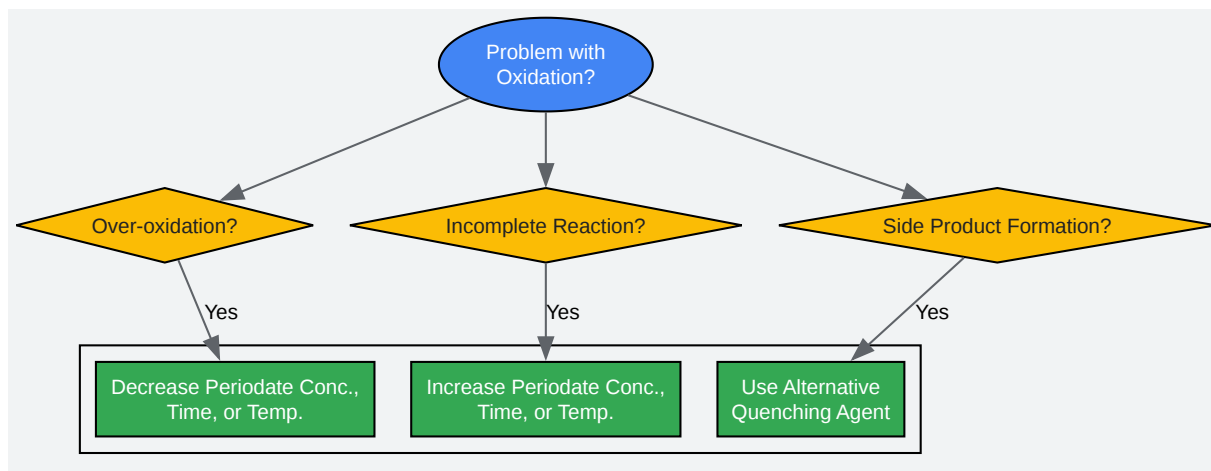 Problem with
Oxidation?
Over-oxidation?
Incomplete Reaction?
Side Product Formation?
Yes
Yes
Yes
Decrease Periodate Conc.,
Time, or Temp.
Increase Periodate Conc.,
Time, or Temp.
Use Alternative
Quenching Agent